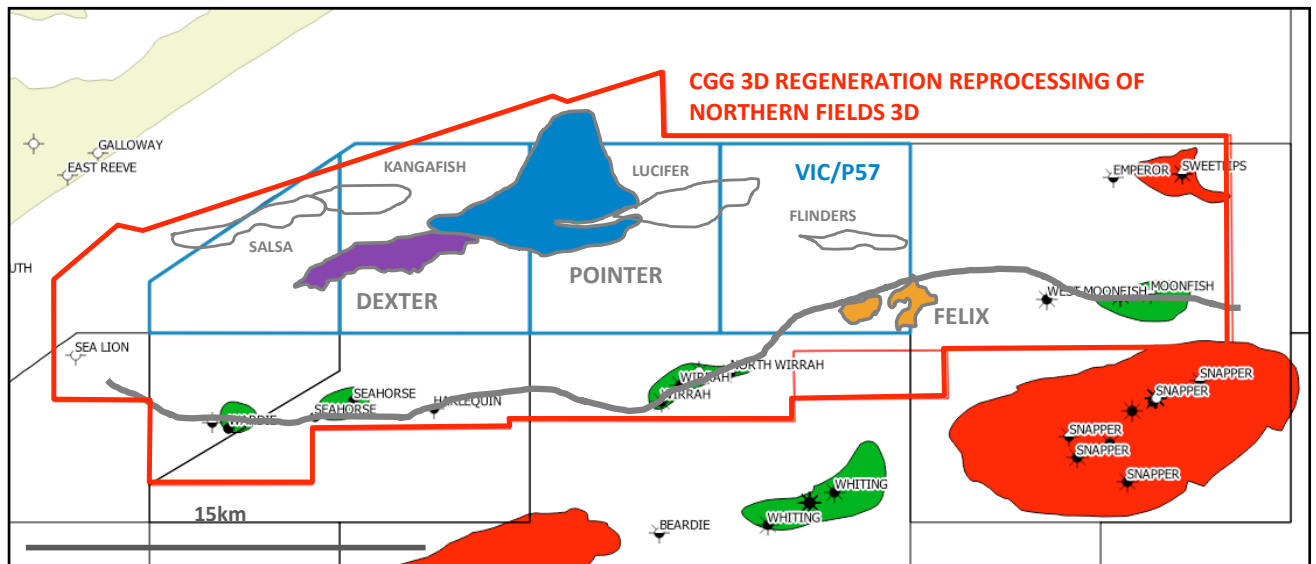 CGG 3D REGENERATION REPROCESSING OF
NORTHERN FIELDS 3D
GALLOWAY
EAST REEVE
KANGAFISH
LUCIFER
VIC/P57
EMPEROR
SWEETLIPS
SALSA
FLINDERS
UTH
DEXTER
POINTER
FELIX
WEST MOONFISH
MOONFISH
SEA LION
NORTH WIRRAH
WIRRAH
WIRRAH
SNAPPER
SEAHORSE
SEAHORSE
HARLEQUIN
WARDIE
SNAPPER
SNAPPER
SNAPPER
SNAPPER
WHITING
WHITING
15km
BEARDIE